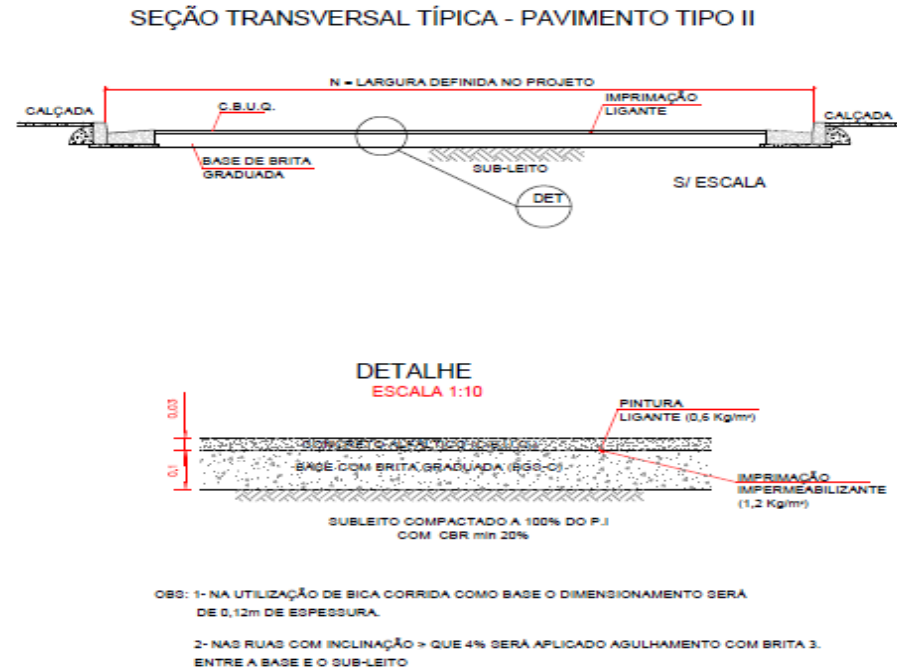 SEÇÃO TRANSVERSAL TÍPICA - PAVIMENTO TIPO II
N = LARGURA DEFINIDA NO PROJETO
CALÇADA
C.B.U.Q.
IMPRIMAÇÃO
LIGANTE
CALÇADA
BASE DE BRITA
GRADUADA
SUB-LEITO
S/ ESCALA
DET
DETALHE
ESCALA 1:10
0,03
PINTURA
LIGANTE (0,6 Kg/m²)
CONCRETO ALFÁLTICO (C.B.U.Q.)
BASE COM BRITA GRADUADA (BGS-C)
0,1
IMPRIMAÇÃO
IMPERMEABILIZANTE
(1,2 Kg/m²)
SUBLEITO COMPACTADO A 100% DO P.I
COM CBR min 20%
OBS: 1- NA UTILIZAÇÃO DE BICA CORRIDA COMO BASE O DIMENSIONAMENTO SERÁ
DE 0,12m DE ESPESSURA.
2- NAS RUAS COM INCLINAÇÃO > QUE 4% SERÁ APLICADO AGULHAMENTO COM BRITA 3.
ENTRE A BASE E O SUB-LEITO